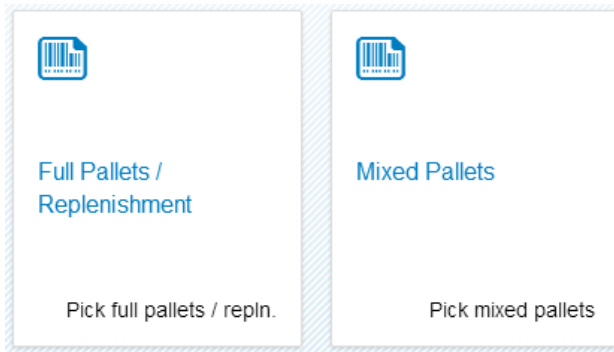 Full Pallets /
Replenishment
Pick full pallets / repln.
Mixed Pallets
Pick mixed pallets